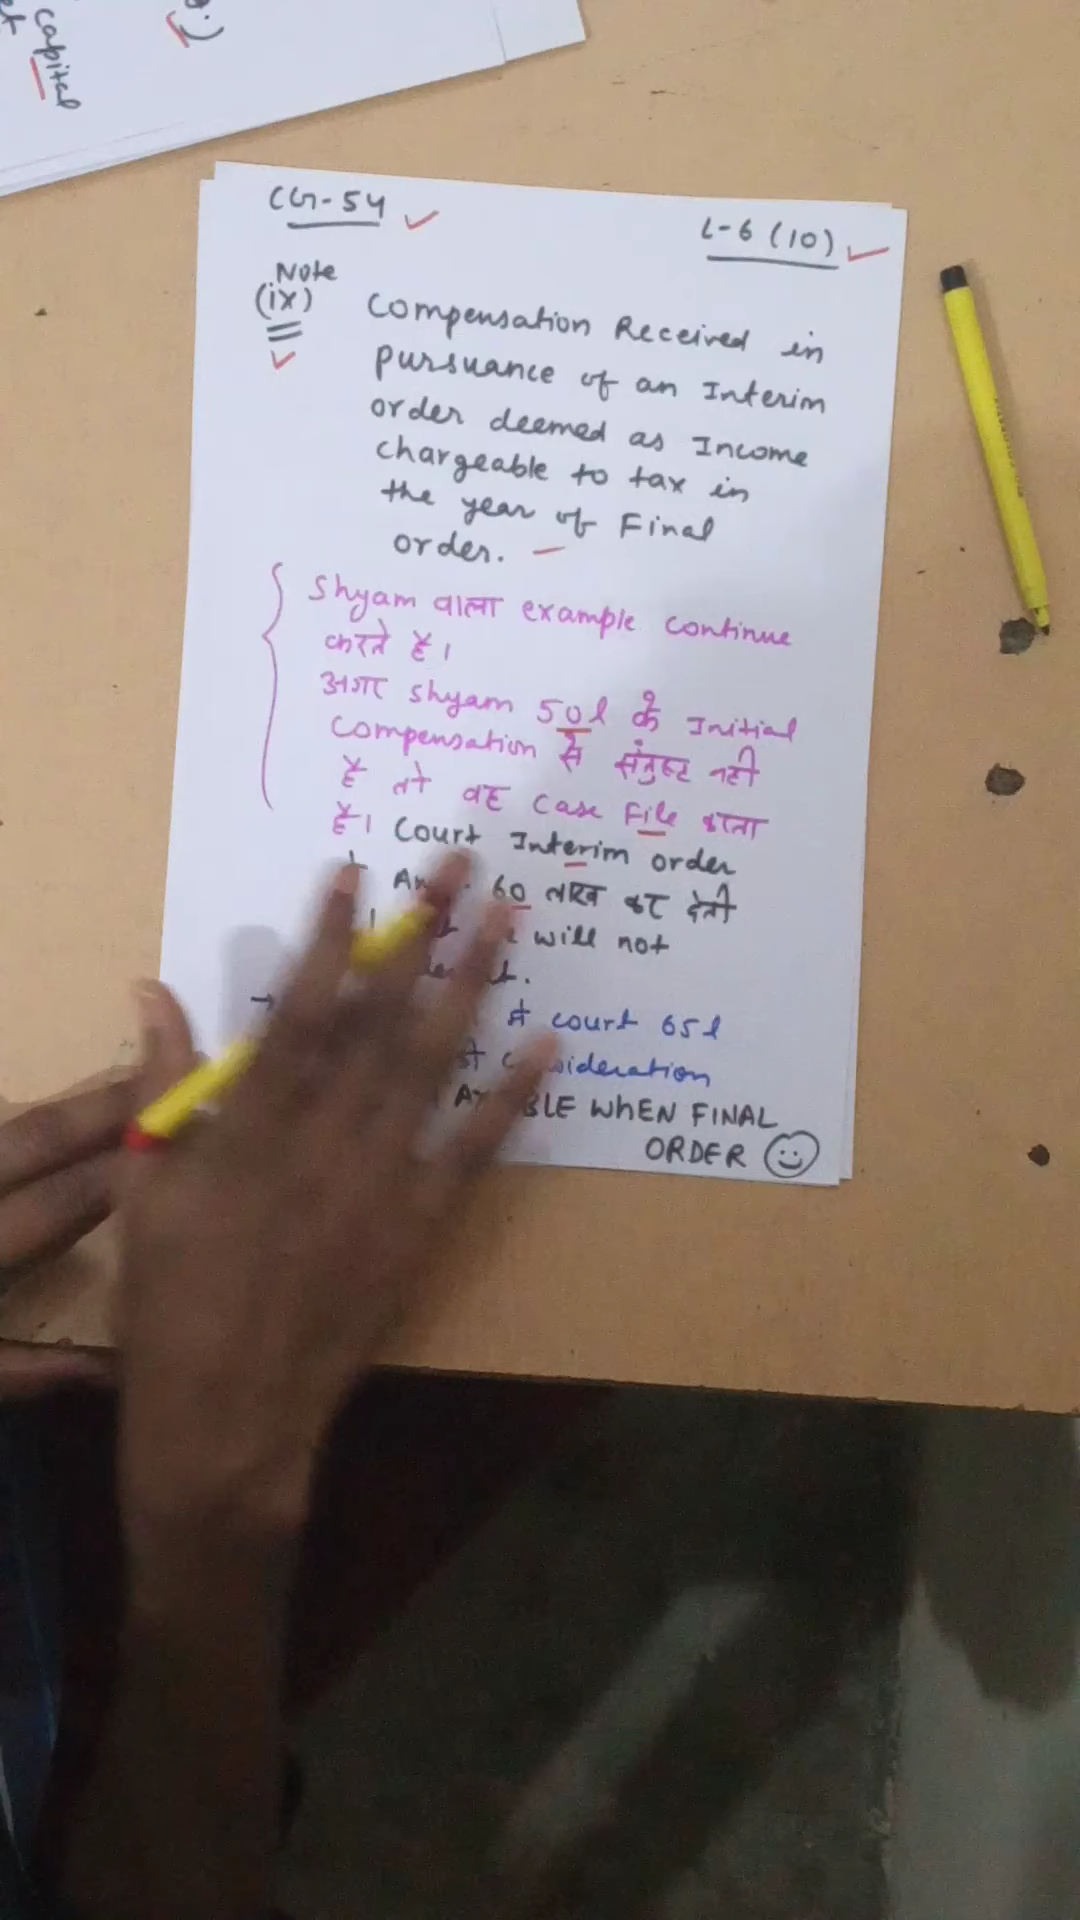 capital
CG-54
L-6 (10)
Note
(ix)
Compensation Received in
pursuance of an Interim
order deemed as Income
chargeable to tax in
the year of Final
order.
Shyam वाला example continue
करते है।
अगर Shyam 50l के Initial
Compensation से संतुष्ट नही
है तो वह case File करता
है। Court Interim order
60 लाख कर देती
will not
court 65l
consideration
WHEN FINAL
ORDER